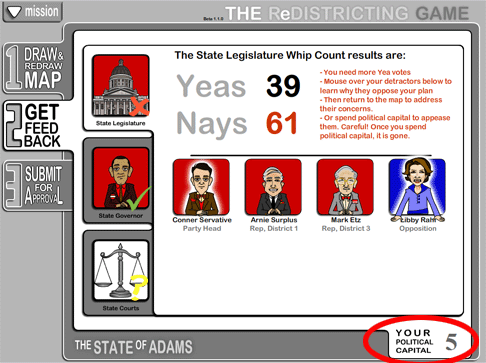 mission
Beta 1.1.0
THE ReDISTRICTING GAME
1 DRAW &
REDRAW
MAP
2 GET
FEED
BACK
3 SUBMIT
FOR
APPROVAL
The State Legislature Whip Count results are:
Yeas 39
Nays 61
- You need more Yea votes
- Mouse over your detractors below to
learn why they oppose your plan
- Then return to the map to address
their concerns.
- Or spend political capital to appease
them. Careful! Once you spend
political capital, it is gone.
State Legislature
State Governor
State Courts
?
Conner Servative
Party Head
Arnie Surplus
Rep, District 1
Mark Etz
Rep, District 3
Libby Rahl
Opposition
THE STATE OF ADAMS
YOUR
POLITICAL
CAPITAL
5